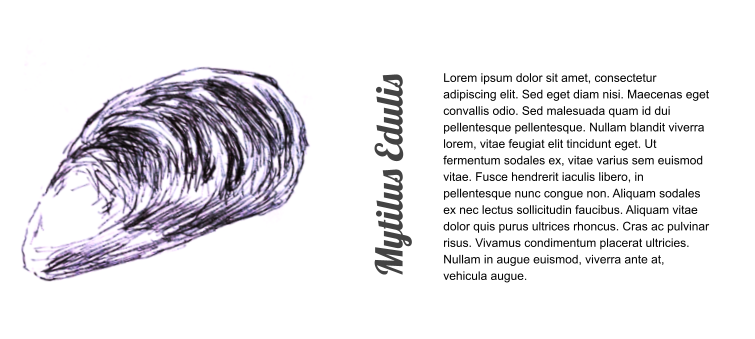 Mytilus Edulis
Lorem ipsum dolor sit amet, consectetur
adipiscing elit. Sed eget diam nisi. Maecenas eget
convallis odio. Sed malesuada quam id dui
pellentesque pellentesque. Nullam blandit viverra
lorem, vitae feugiat elit tincidunt eget. Ut
fermentum sodales ex, vitae varius sem euismod
vitae. Fusce hendrerit iaculis libero, in
pellentesque nunc congue non. Aliquam sodales
ex nec lectus sollicitudin faucibus. Aliquam vitae
dolor quis purus ultrices rhoncus. Cras ac pulvinar
risus. Vivamus condimentum placerat ultricies.
Nullam in augue euismod, viverra ante at,
vehicula augue.